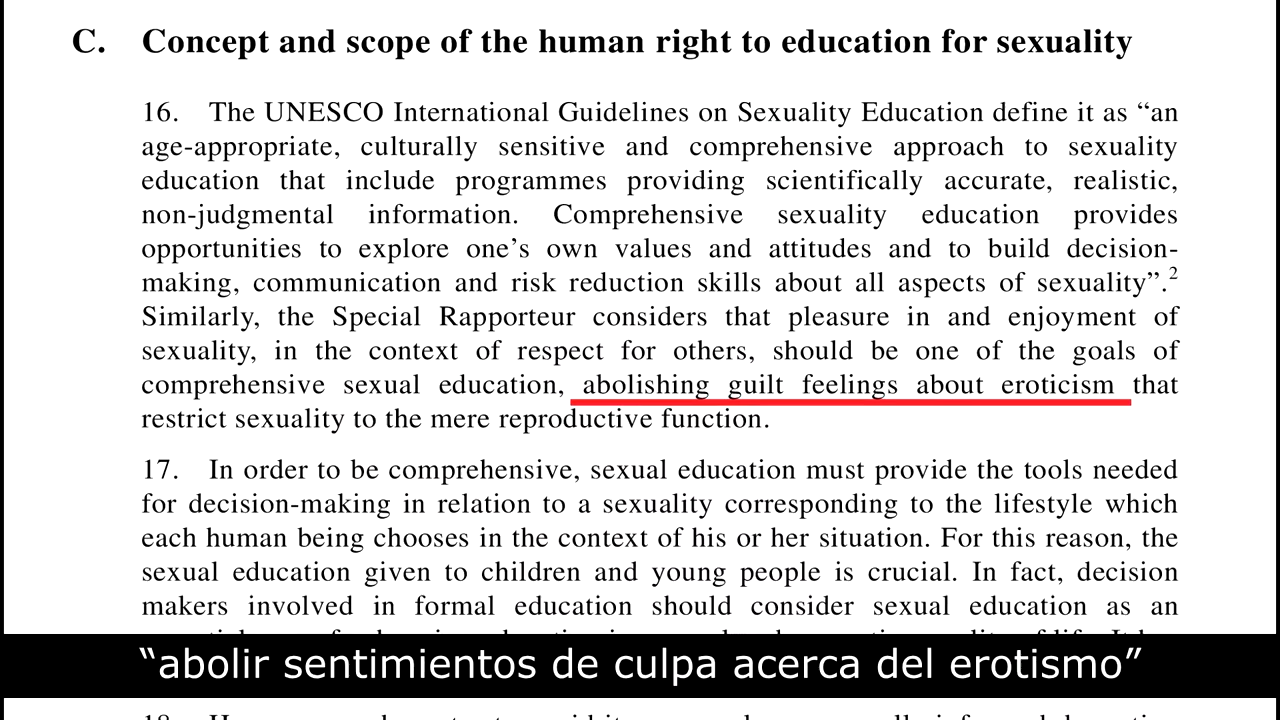 C. Concept and scope of the human right to education for sexuality
16. The UNESCO International Guidelines on Sexuality Education define it as “an
age-appropriate, culturally sensitive and comprehensive approach to sexuality
education that include programmes providing scientifically accurate, realistic,
non-judgmental information. Comprehensive sexuality education provides
opportunities to explore one’s own values and attitudes and to build decision-
making, communication and risk reduction skills about all aspects of sexuality”.²
Similarly, the Special Rapporteur considers that pleasure in and enjoyment of
sexuality, in the context of respect for others, should be one of the goals of
comprehensive sexual education, abolishing guilt feelings about eroticism that
restrict sexuality to the mere reproductive function.
17. In order to be comprehensive, sexual education must provide the tools needed
for decision-making in relation to a sexuality corresponding to the lifestyle which
each human being chooses in the context of his or her situation. For this reason, the
sexual education given to children and young people is crucial. In fact, decision
makers involved in formal education should consider sexual education as an
“abolir sentimientos de culpa acerca del erotismo”